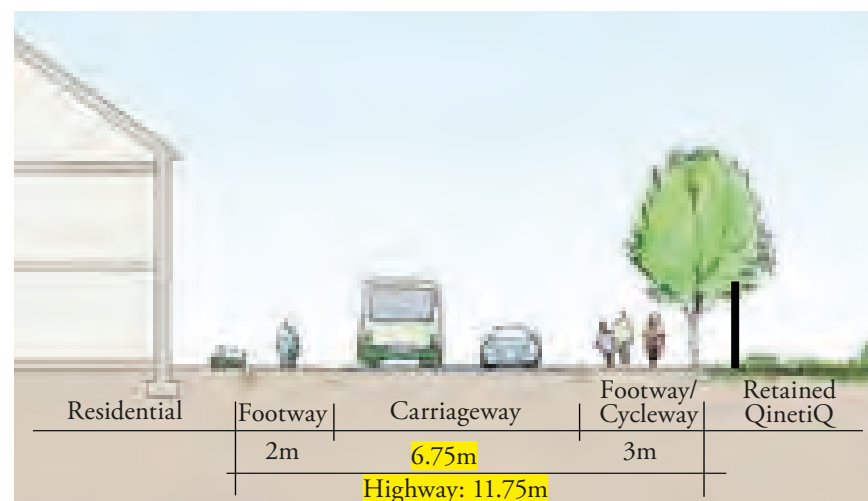 Residential
Footway
Carriageway
Footway/
Cycleway
Retained
QinetiQ
2m
6.75m
3m
Highway: 11.75m